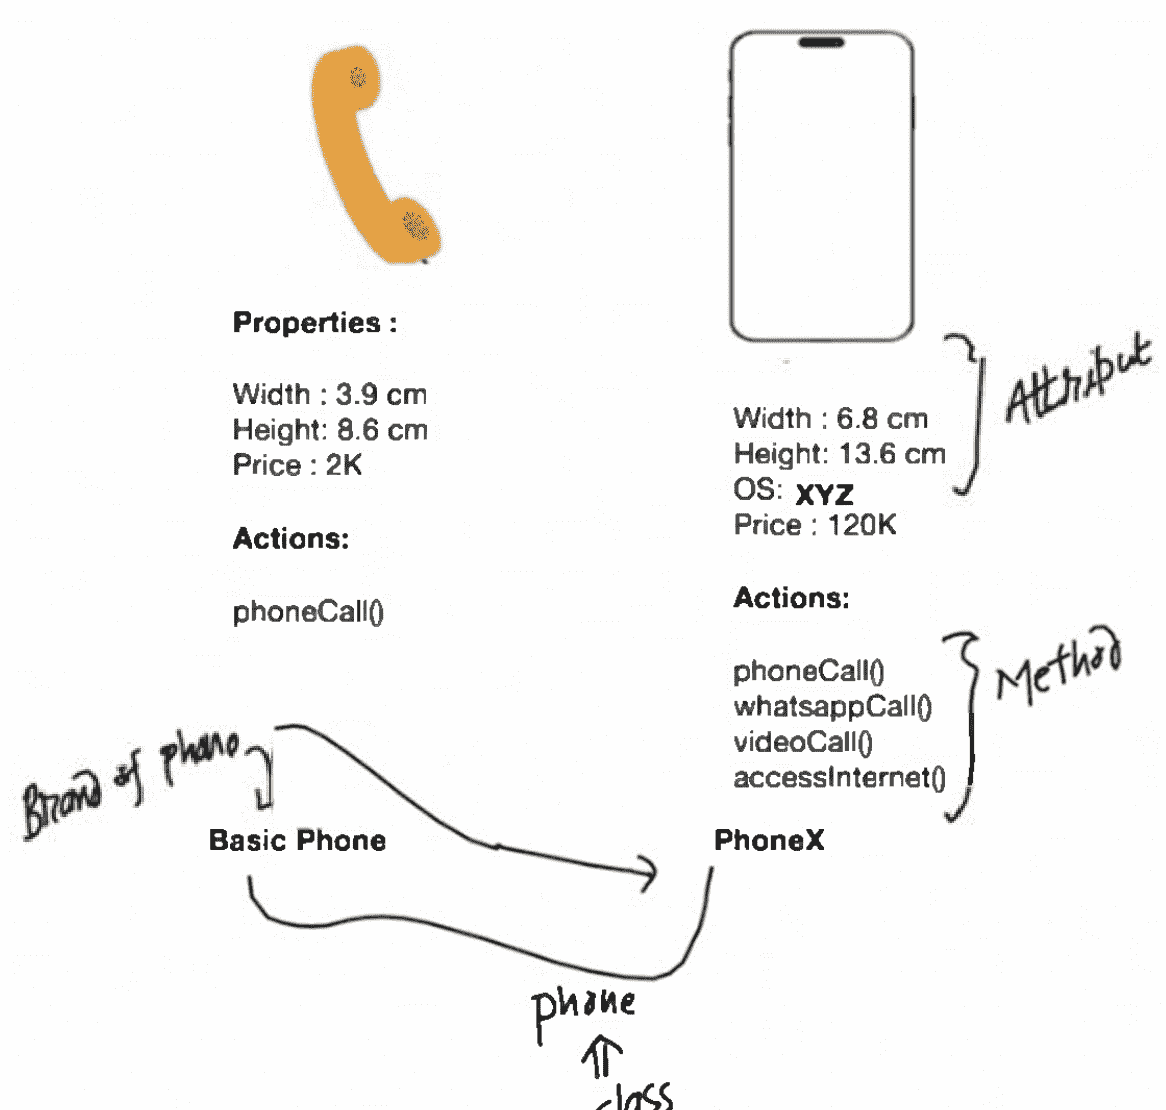 Properties :
Width : 3.9 cm
Height: 8.6 cm
Price : 2K
Actions:
phoneCall()
Brand of phano
Basic Phone
Width : 6.8 cm
Height: 13.6 cm
OS: XYZ
Price : 120K
Attribut
Actions:
phoneCall()
whatsappCall()
videoCall()
accessInternet()
Method
PhoneX
phone
class